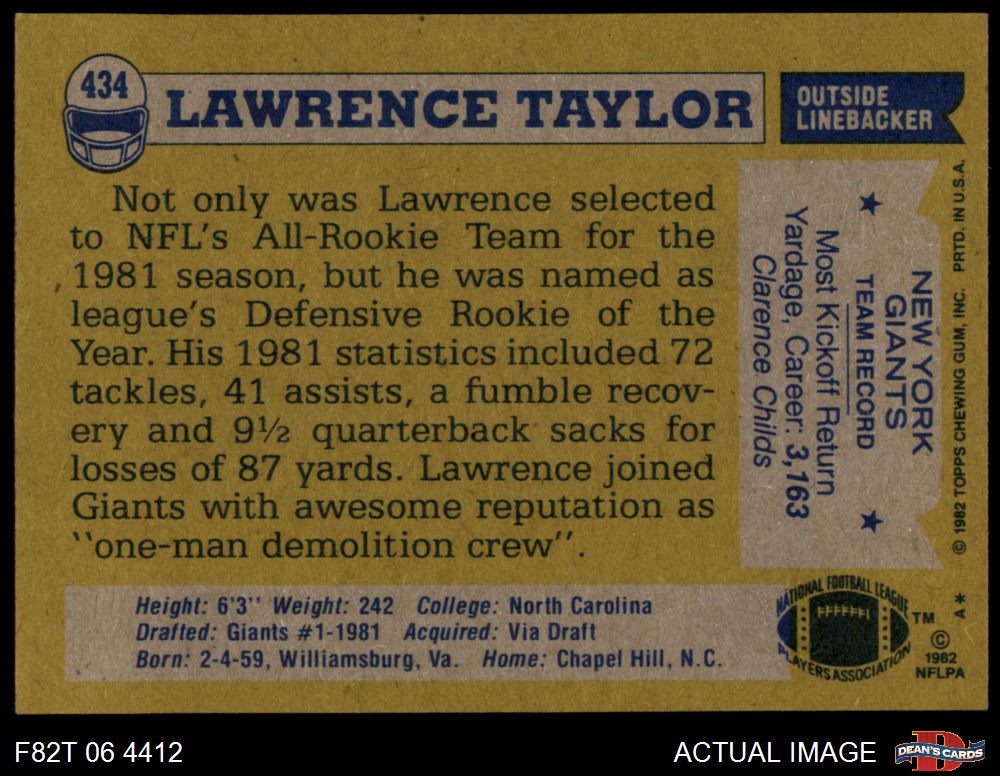 434
LAWRENCE TAYLOR
OUTSIDE
LINEBACKER
Not only was Lawrence selected
to NFL's All-Rookie Team for the
1981 season, but he was named as
league's Defensive Rookie of the
Year. His 1981 statistics included 72
tackles, 41 assists, a fumble recov-
ery and 9½ quarterback sacks for
losses of 87 yards. Lawrence joined
Giants with awesome reputation as
"one-man demolition crew".
NEW YORK
GIANTS
TEAM RECORD
Most Kickoff Return
Yardage, Career: 3,163
Clarence Childs
© 1982 TOPPS CHEWING GUM, INC. PRTD. IN U.S.A.
A*
Height: 6'3" Weight: 242 College: North Carolina
Drafted: Giants #1-1981 Acquired: Via Draft
Born: 2-4-59, Williamsburg, Va. Home: Chapel Hill, N.C.
NATIONAL FOOTBALL LEAGUE
PLAYERS ASSOCIATION
TM
©
1982
NFLPA
F82T 06 4412
ACTUAL IMAGE
D
DEAN'S CARDS